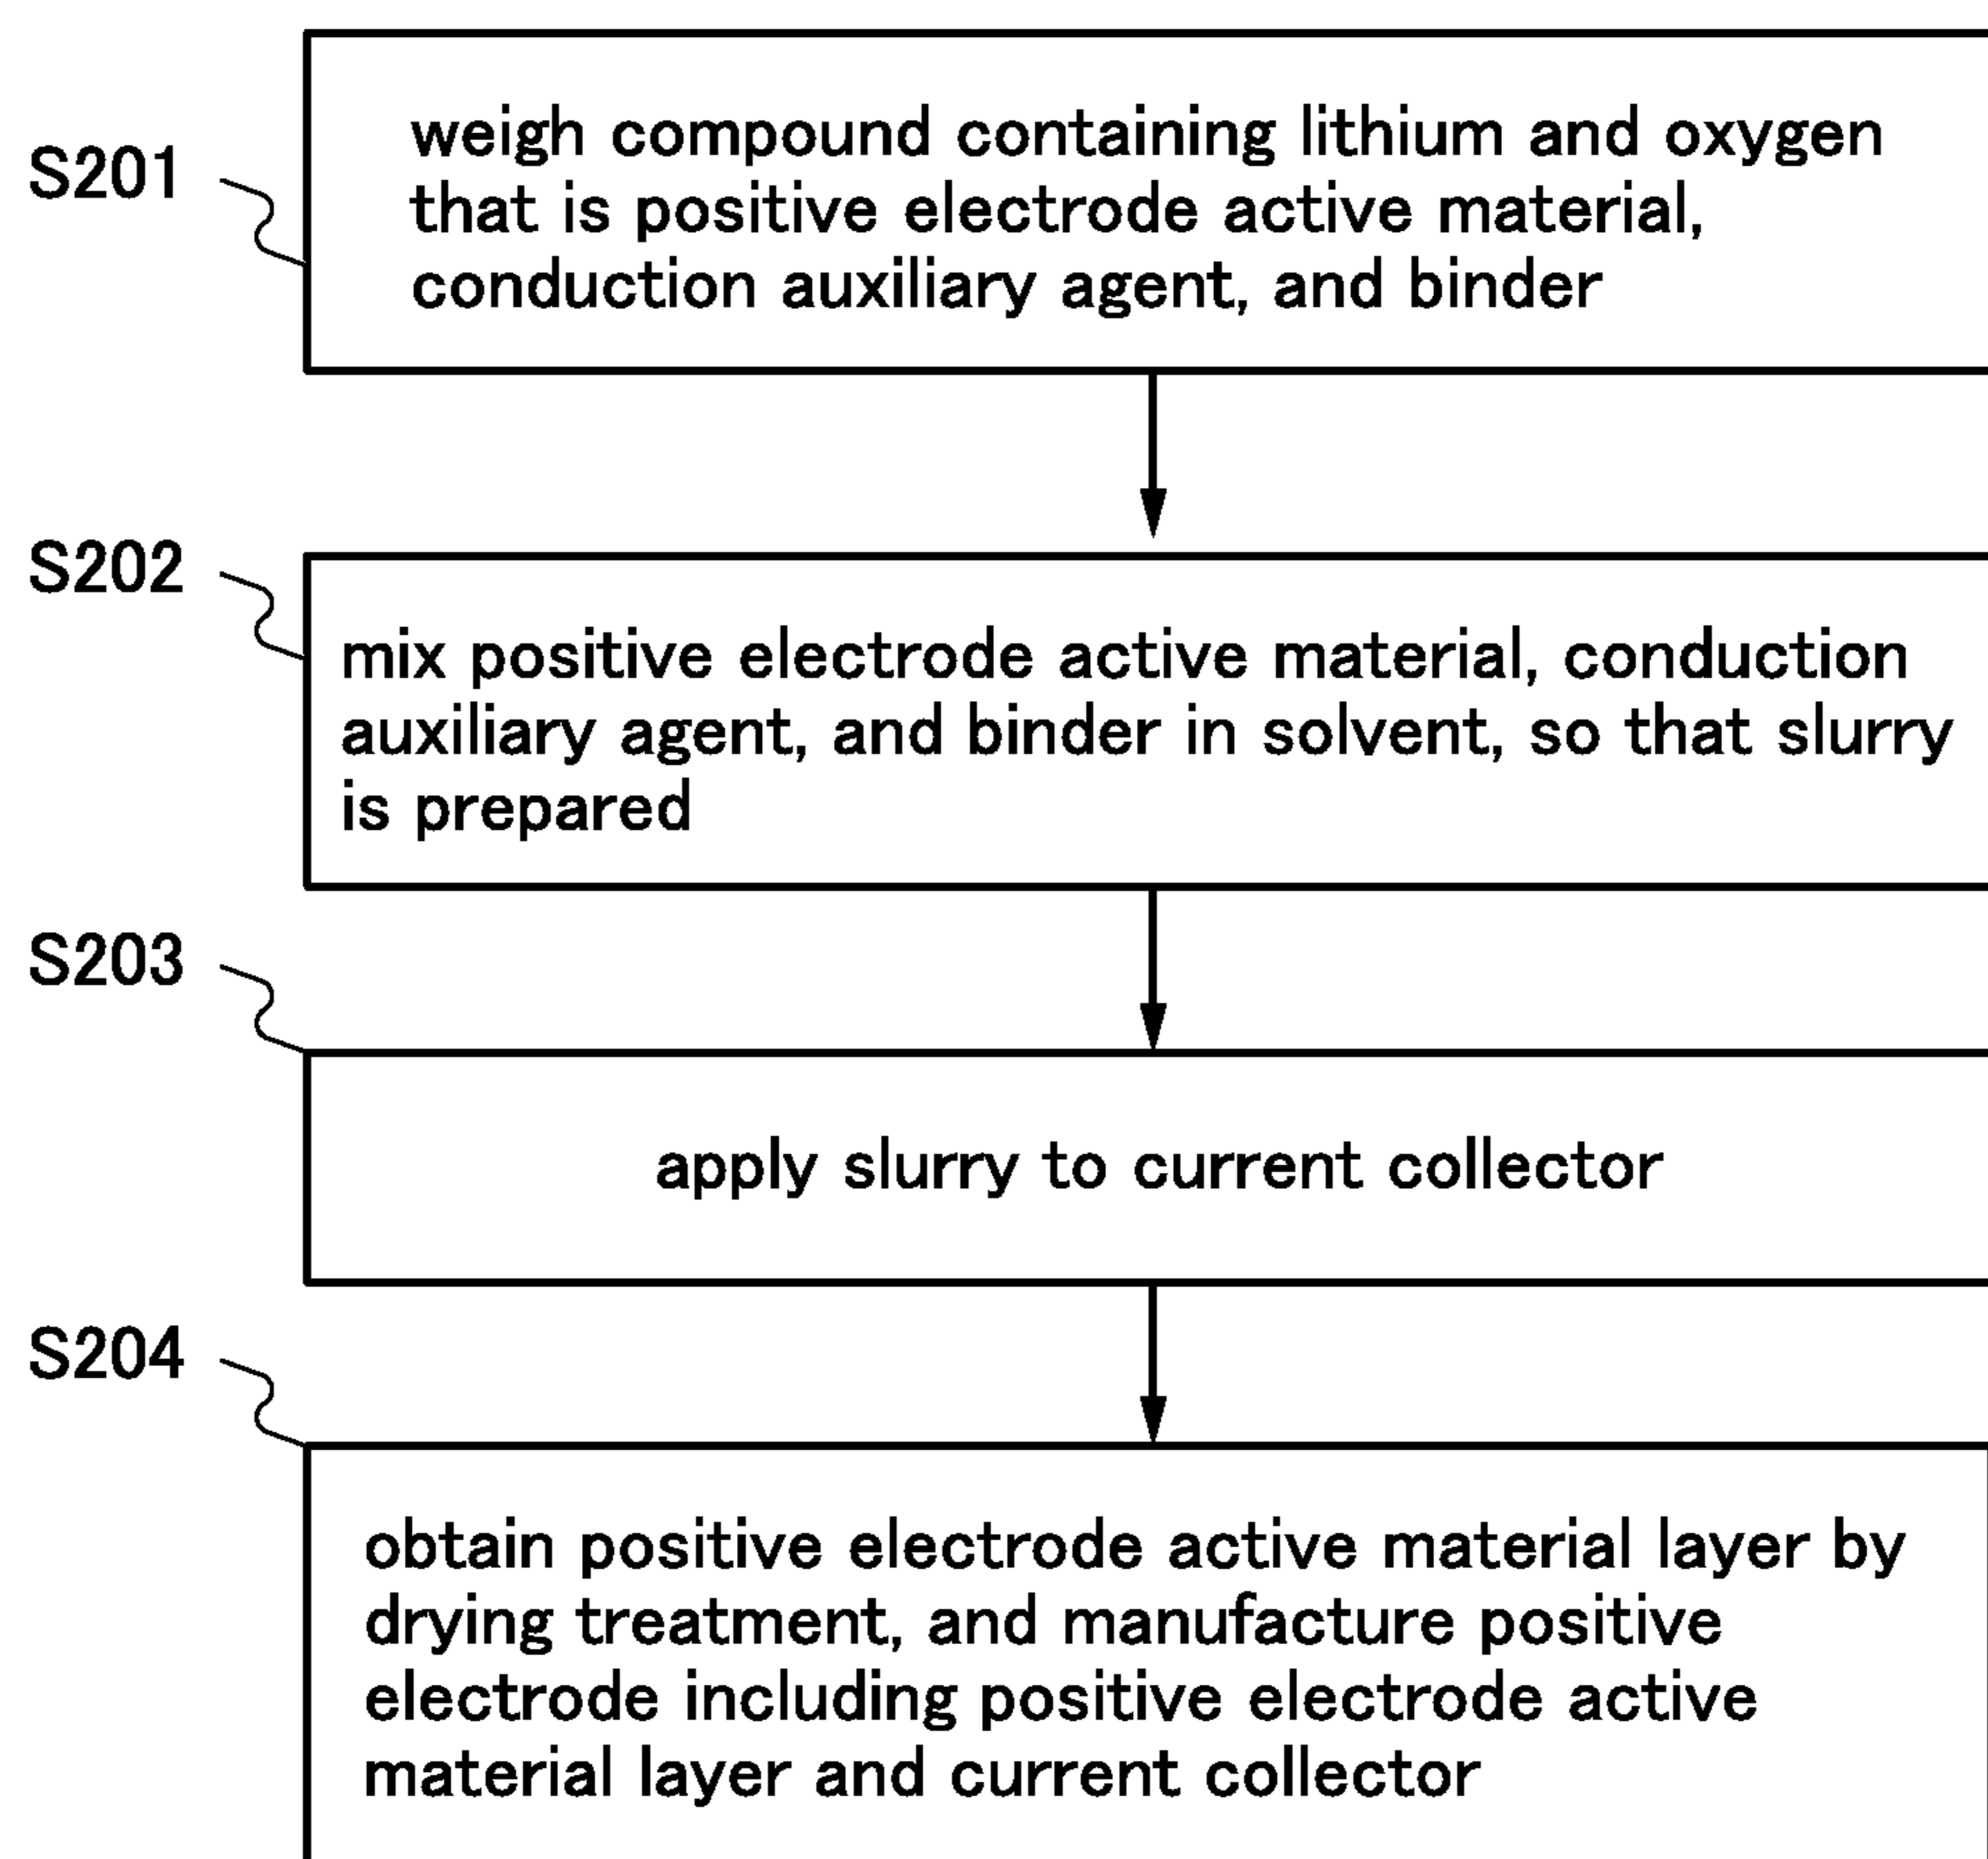 S201
weigh compound containing lithium and oxygen
that is positive electrode active material,
conduction auxiliary agent, and binder
S202
mix positive electrode active material, conduction
auxiliary agent, and binder in solvent, so that slurry
is prepared
S203
apply slurry to current collector
S204
obtain positive electrode active material layer by
drying treatment, and manufacture positive
electrode including positive electrode active
material layer and current collector